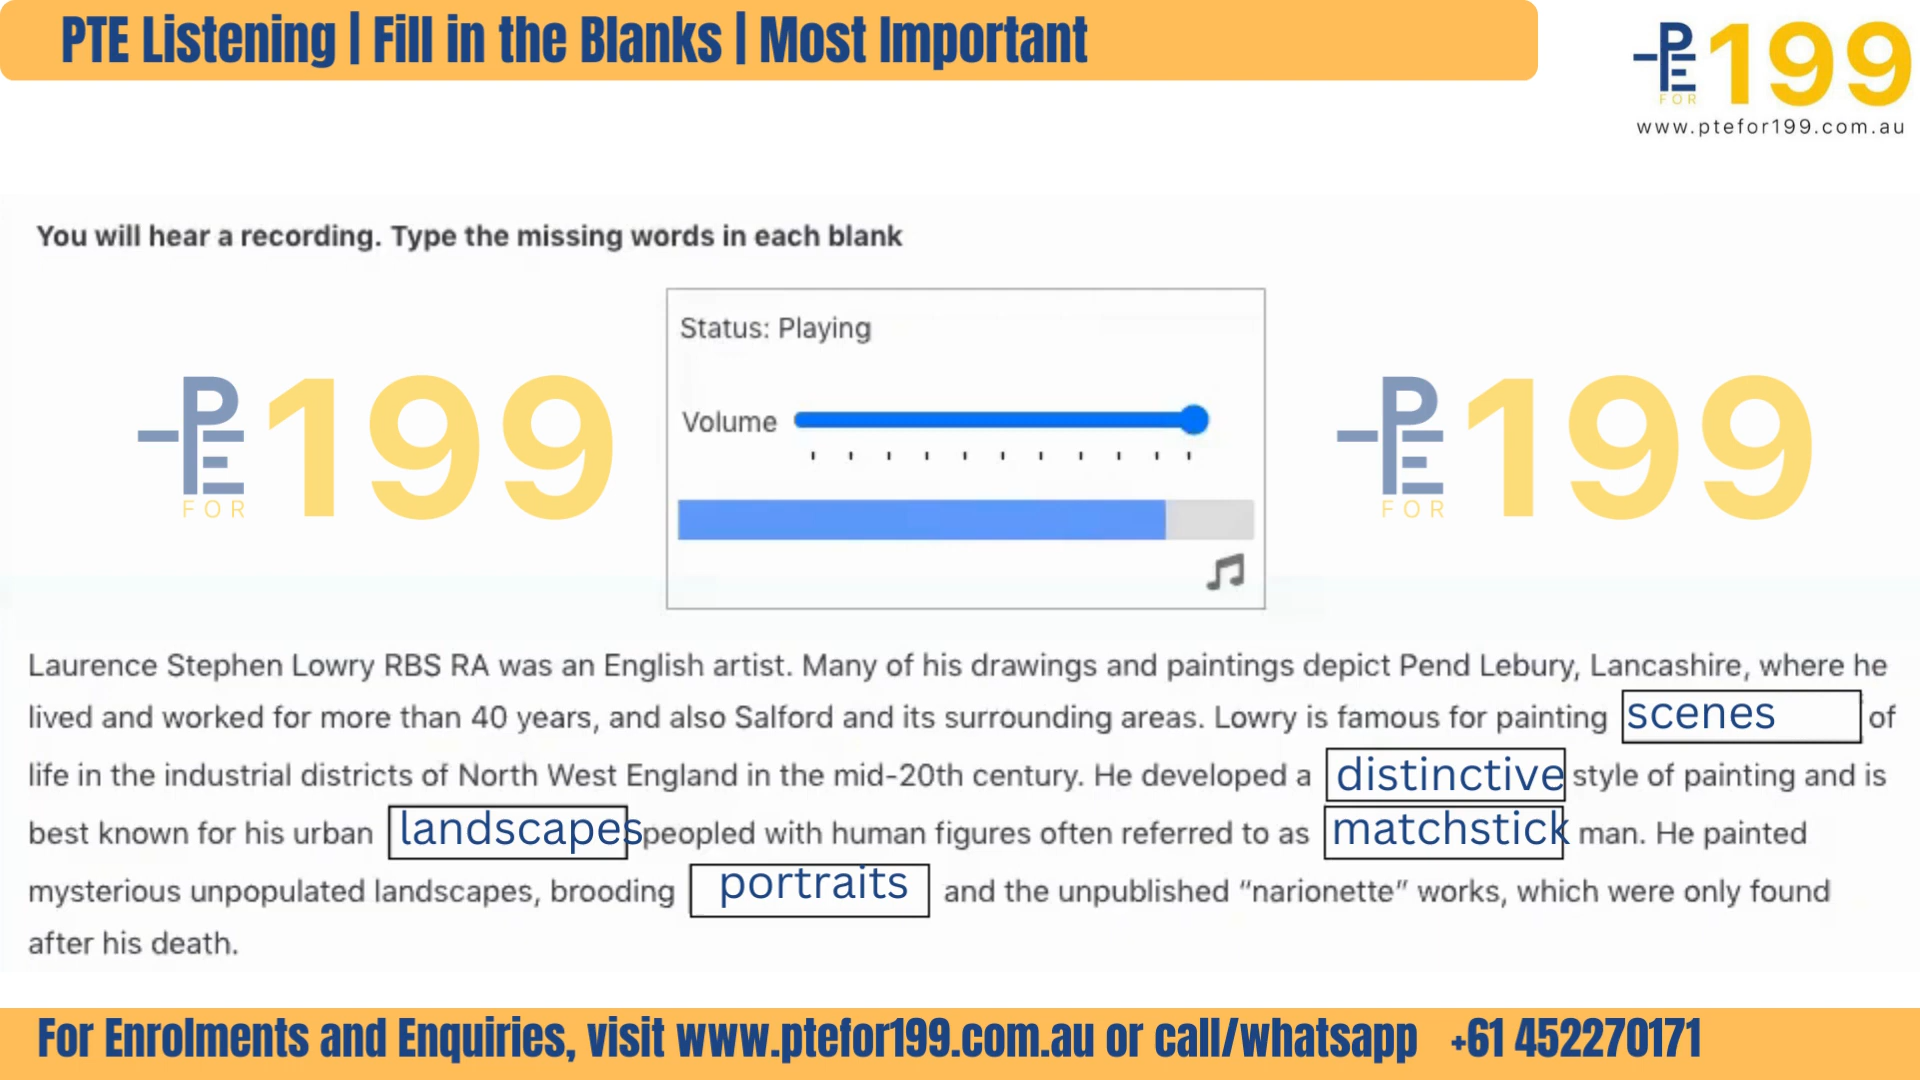 PTE Listening | Fill in the Blanks | Most Important
PTE FOR 199
www.ptefor199.com.au
You will hear a recording. Type the missing words in each blank
Status: Playing
Volume
PTE FOR 199
PTE FOR 199
Laurence Stephen Lowry RBS RA was an English artist. Many of his drawings and paintings depict Pend Lebury, Lancashire, where he
lived and worked for more than 40 years, and also Salford and its surrounding areas. Lowry is famous for painting scenes of
life in the industrial districts of North West England in the mid-20th century. He developed a distinctive style of painting and is
best known for his urban landscapes peopled with human figures often referred to as matchstick man. He painted
mysterious unpopulated landscapes, brooding portraits and the unpublished “narionette” works, which were only found
after his death.
For Enrolments and Enquiries, visit www.ptefor199.com.au or call/whatsapp +61 452270171